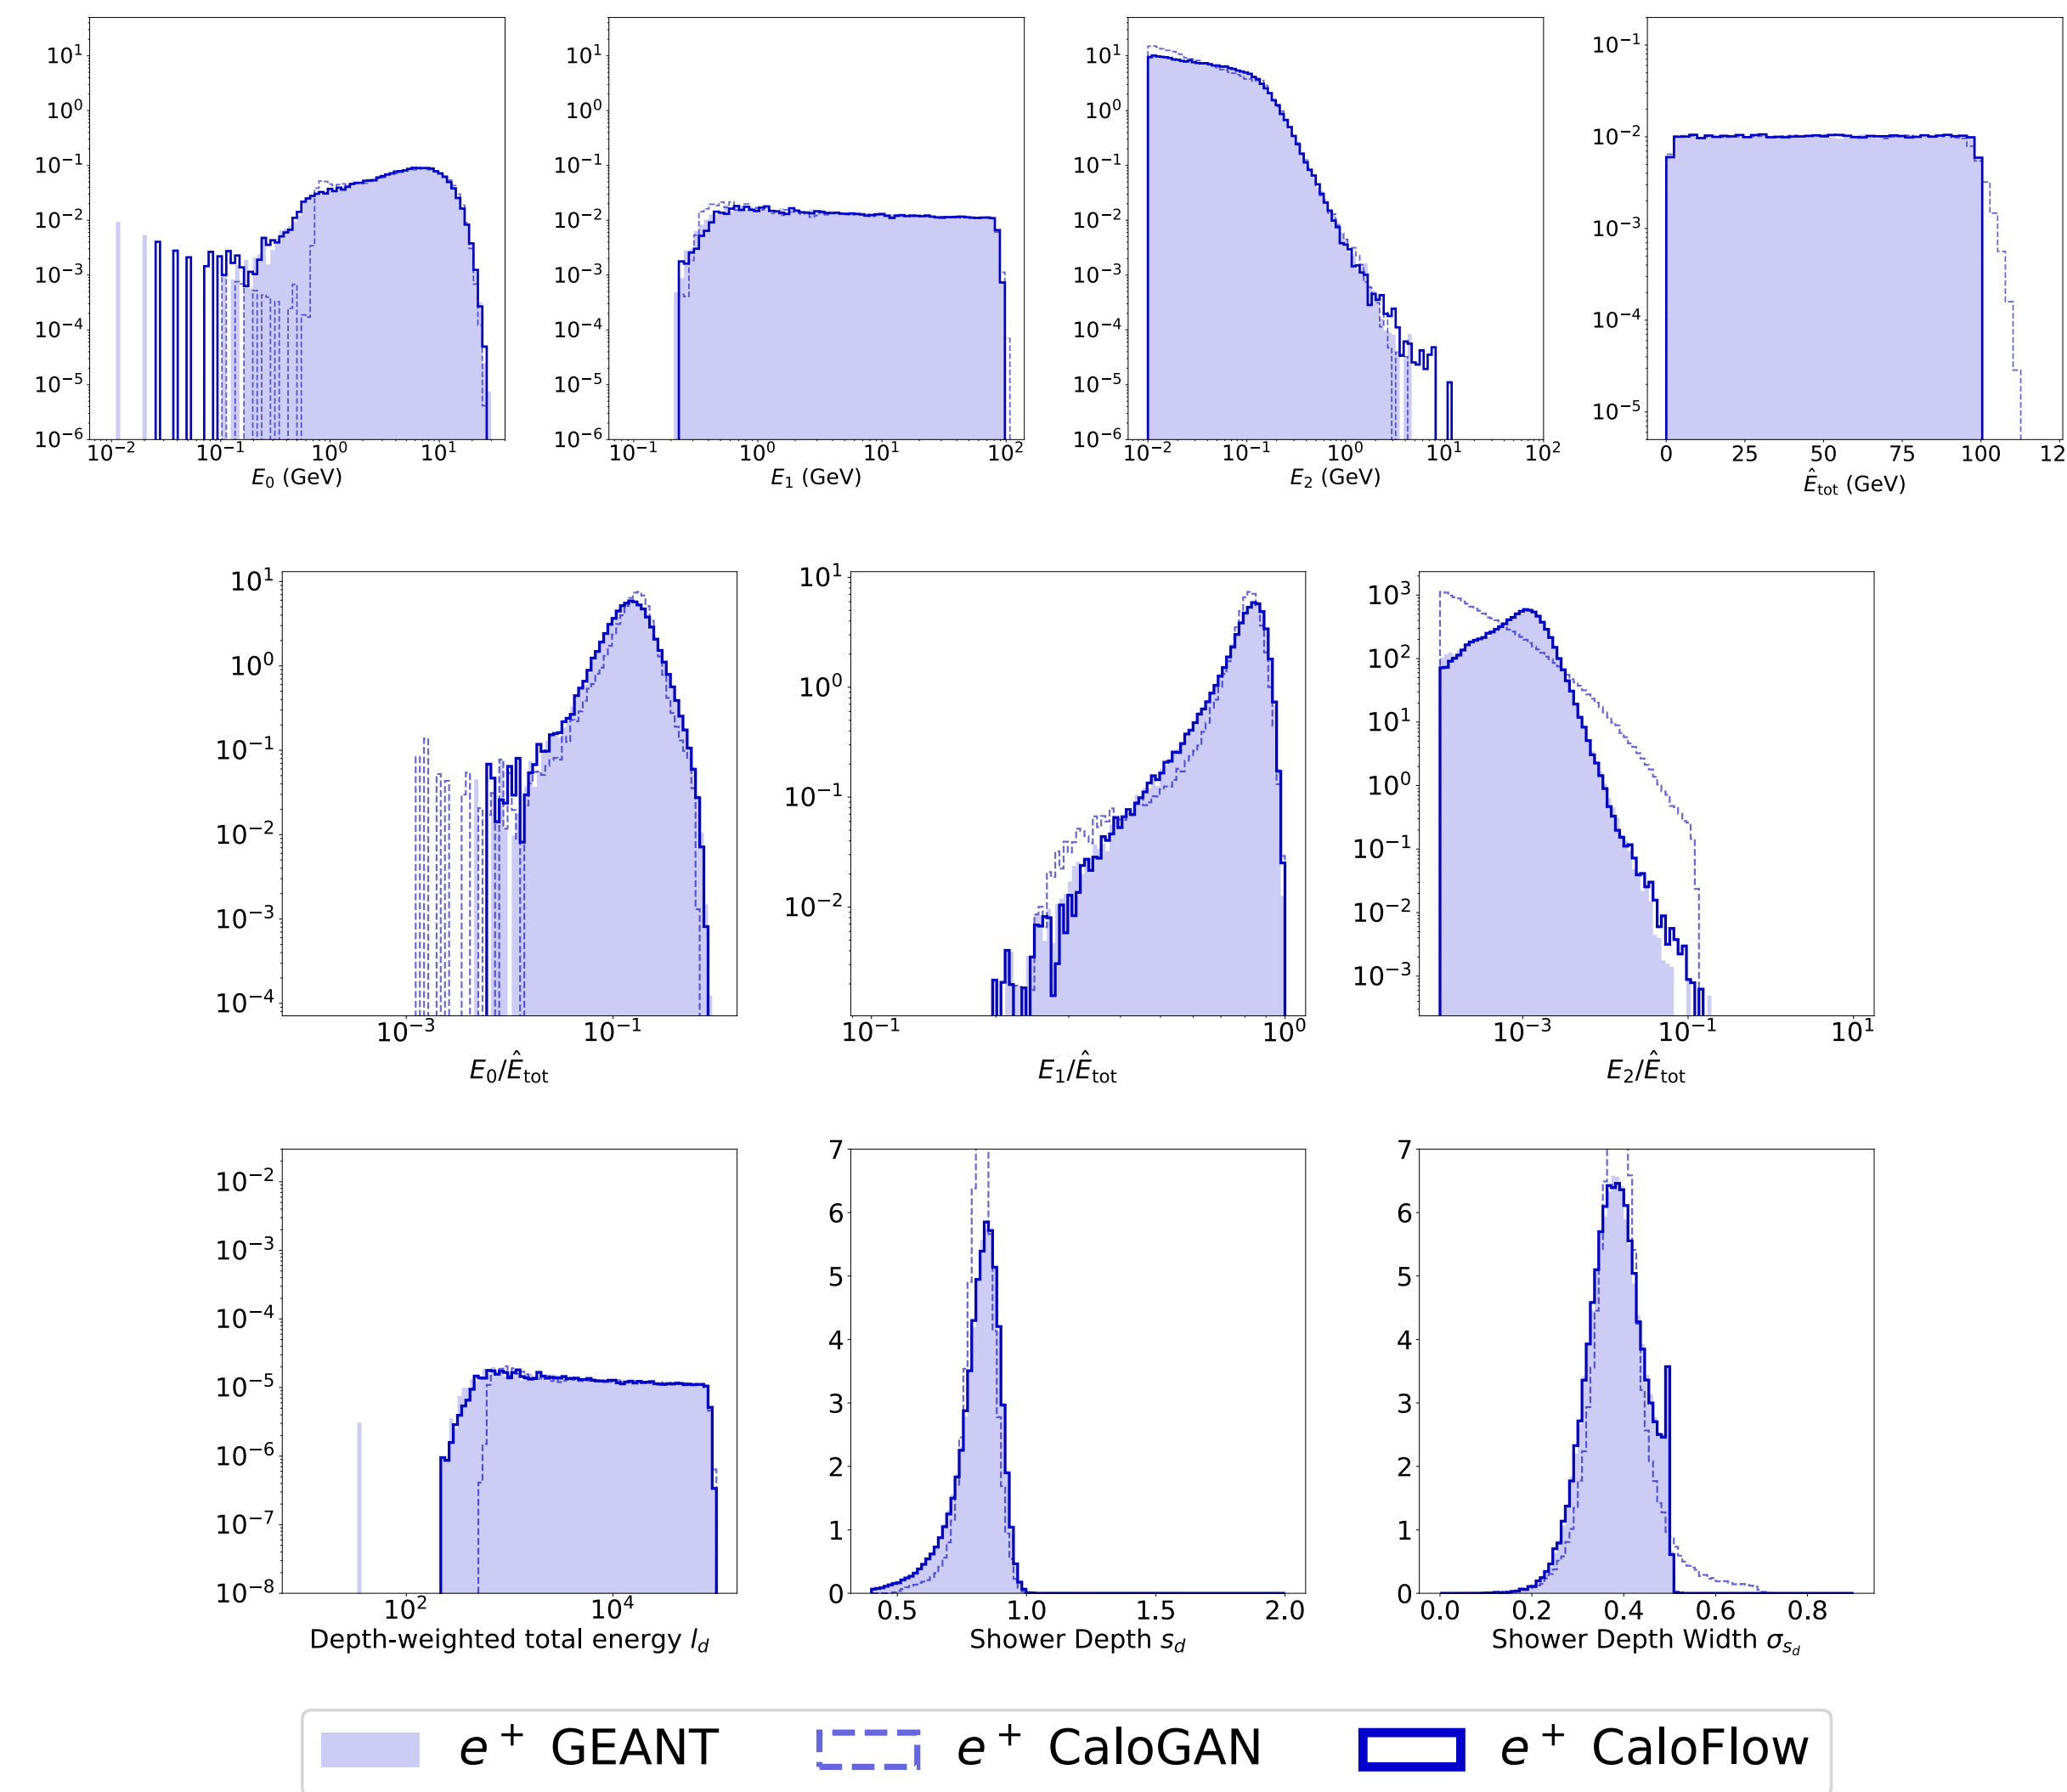 10^1 10^1 10^1 10^-1
10^0 10^0 10^0
10^-1 10^-1 10^-1 10^-2
10^-2 10^-2 10^-2 10^-3
10^-3 10^-3 10^-3
10^-4 10^-4 10^-4 10^-4
10^-5 10^-5 10^-5 10^-5
10^-6 10^-6 10^-6
10^-2 10^-1 10^0 10^1 10^-1 10^0 10^1 10^2 10^-2 10^-1 10^0 10^1 10^2 0 25 50 75 100 12
E_0 (GeV) E_1 (GeV) E_2 (GeV) Ê_tot (GeV)
10^1 10^1 10^3
10^0 10^0 10^2
10^-1 10^-1 10^1
10^-2 10^-2 10^0
10^-3 10^-1
10^-4 10^-2
10^-3
10^-3 10^-1 10^-1 10^0 10^-3 10^-1 10^1
E_0/Ê_tot E_1/Ê_tot E_2/Ê_tot
10^-2 7 7
10^-3 6 6
10^-4 5 5
10^-5 4 4
10^-6 3 3
10^-7 2 2
10^-8 1 1
0 0
10^2 10^4 0.5 1.0 1.5 2.0 0.0 0.2 0.4 0.6 0.8
Depth-weighted total energy l_d Shower Depth s_d Shower Depth Width σ_s_d
e^+ GEANT e^+ CaloGAN e^+ CaloFlow